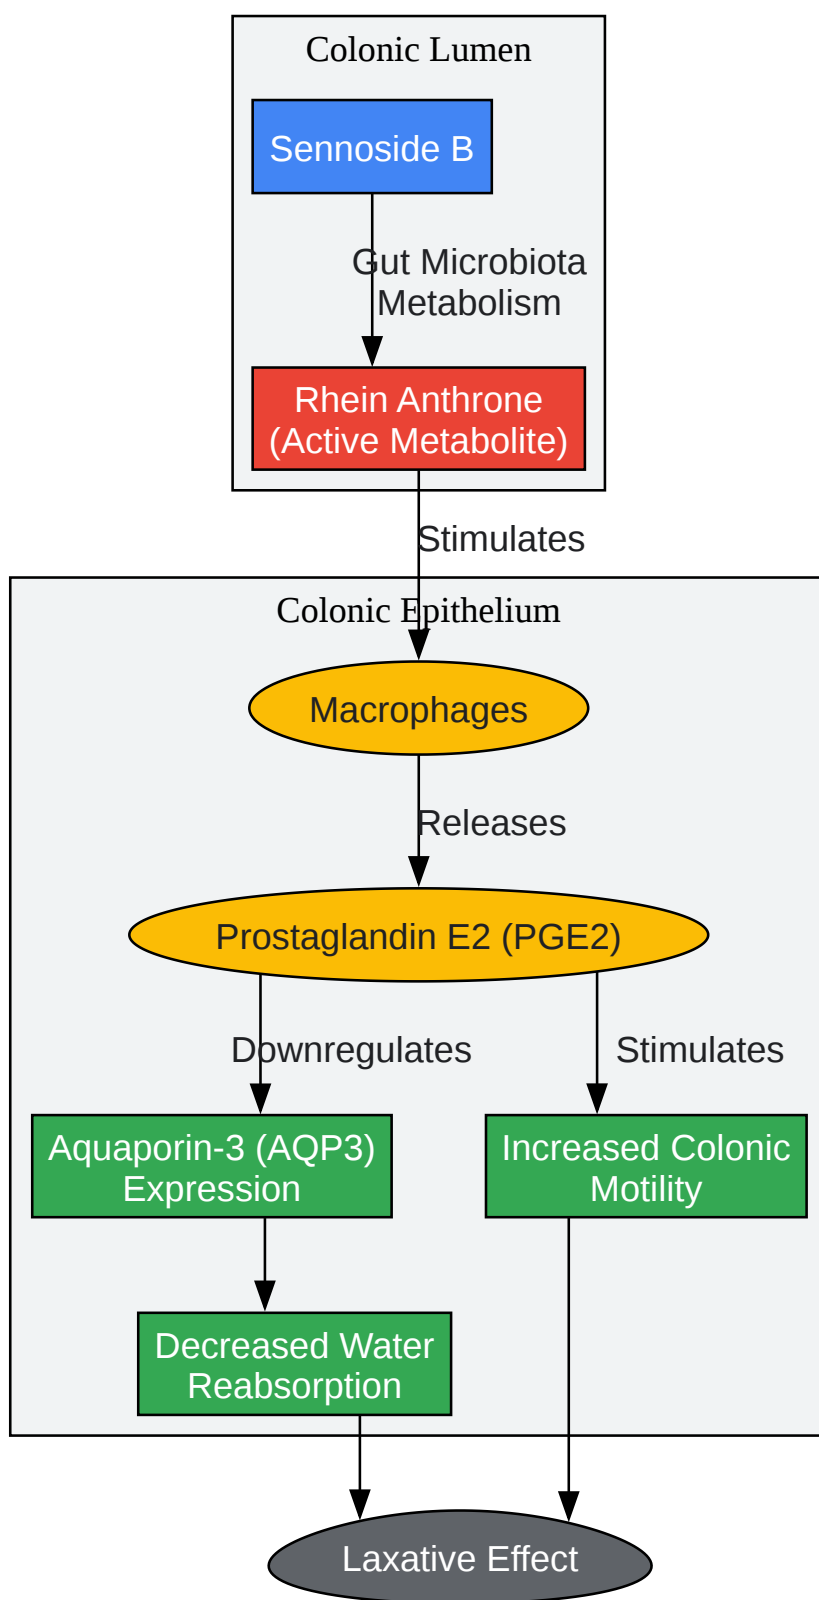 Colonic Lumen
Sennoside B
Gut Microbiota
Metabolism
Rhein Anthrone
(Active Metabolite)
Stimulates
Colonic Epithelium
Macrophages
Releases
Prostaglandin E2 (PGE2)
Downregulates
Stimulates
Aquaporin-3 (AQP3)
Expression
Increased Colonic
Motility
Decreased Water
Reabsorption
Laxative Effect